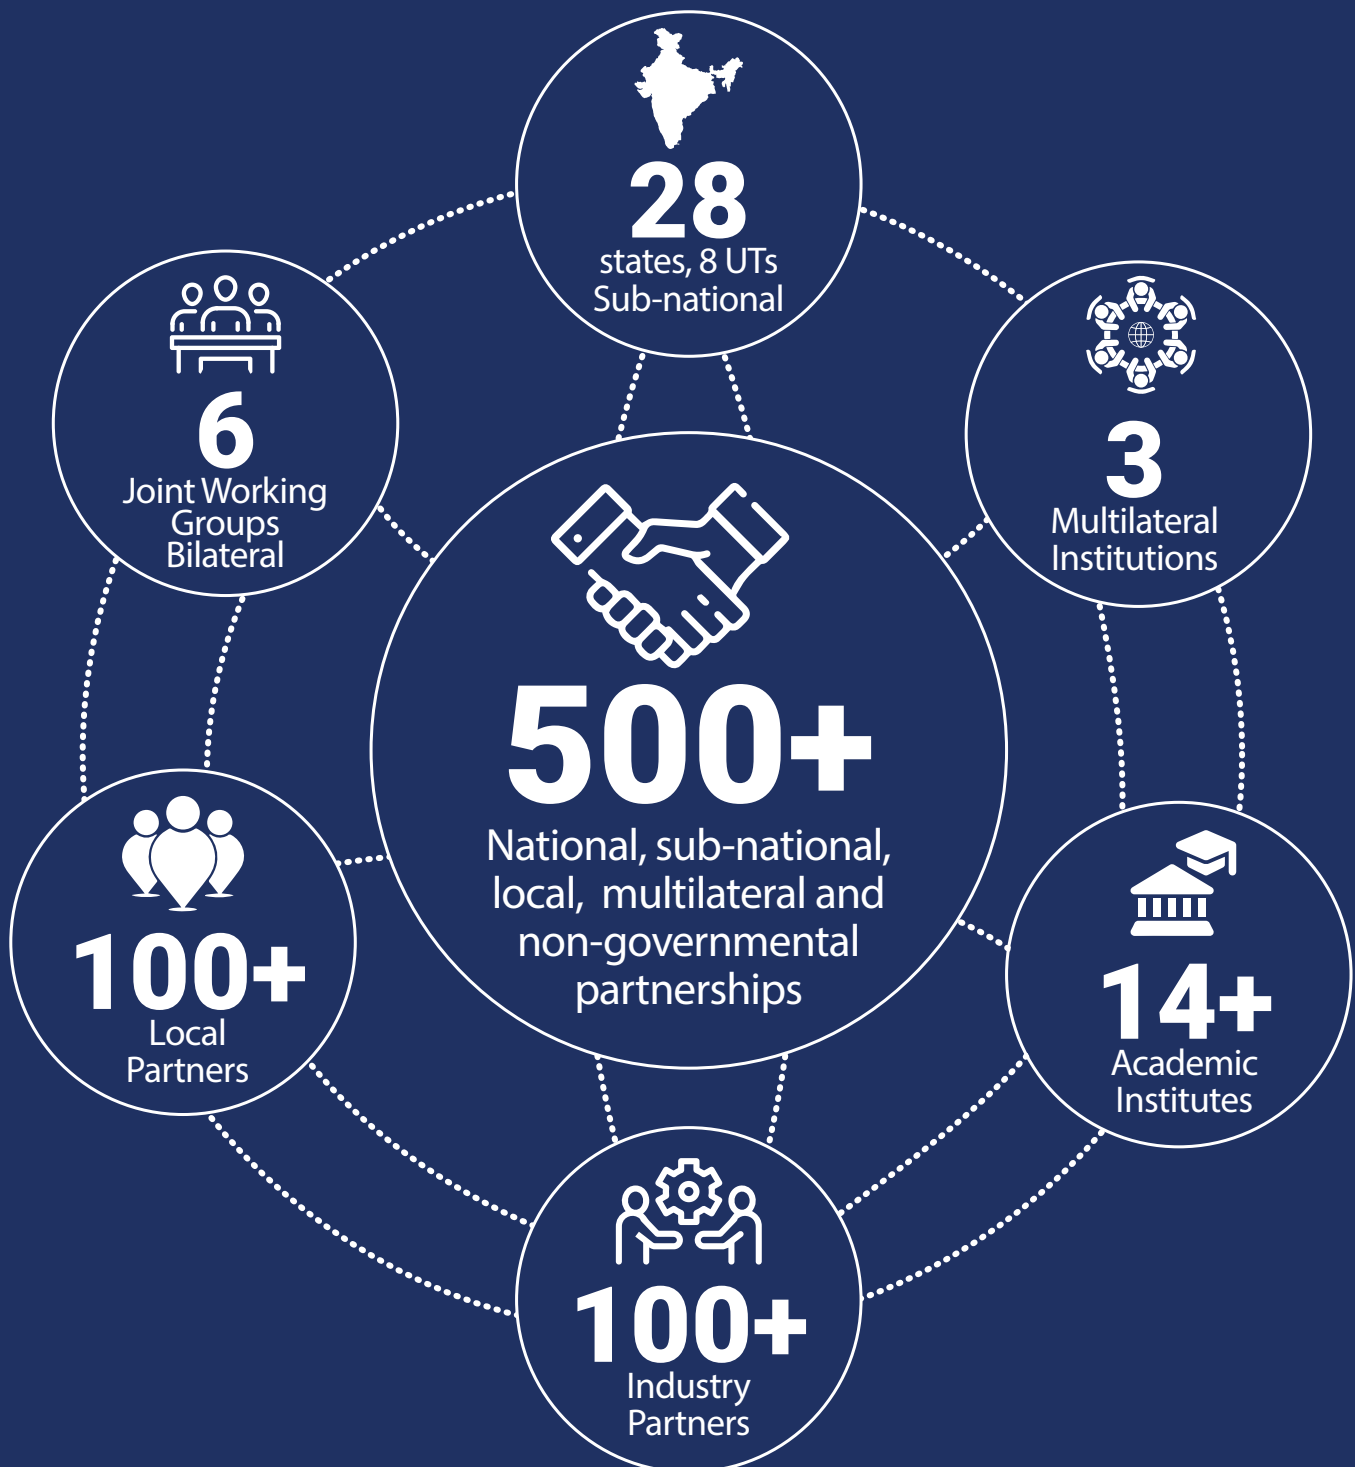 28
states, 8 UTs
Sub-national
6
Joint Working
Groups
Bilateral
3
Multilateral
Institutions
500+
National, sub-national,
local, multilateral and
non-governmental
partnerships
100+
Local
Partners
14+
Academic
Institutes
100+
Industry
Partners